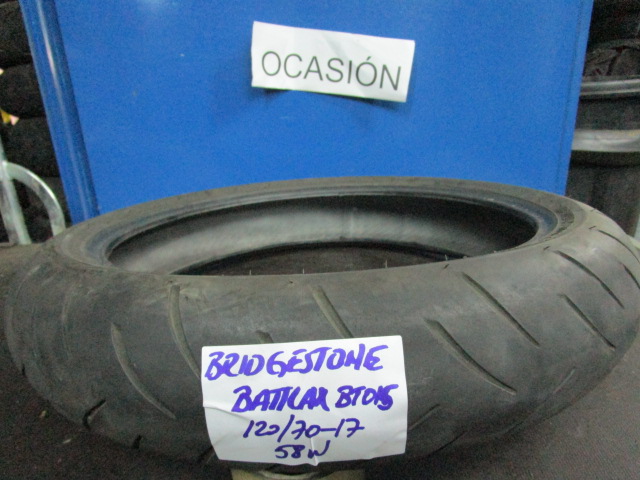 OCASIÓN
BRIDGESTONE
BATTLAX BT015
120/70-17
58W